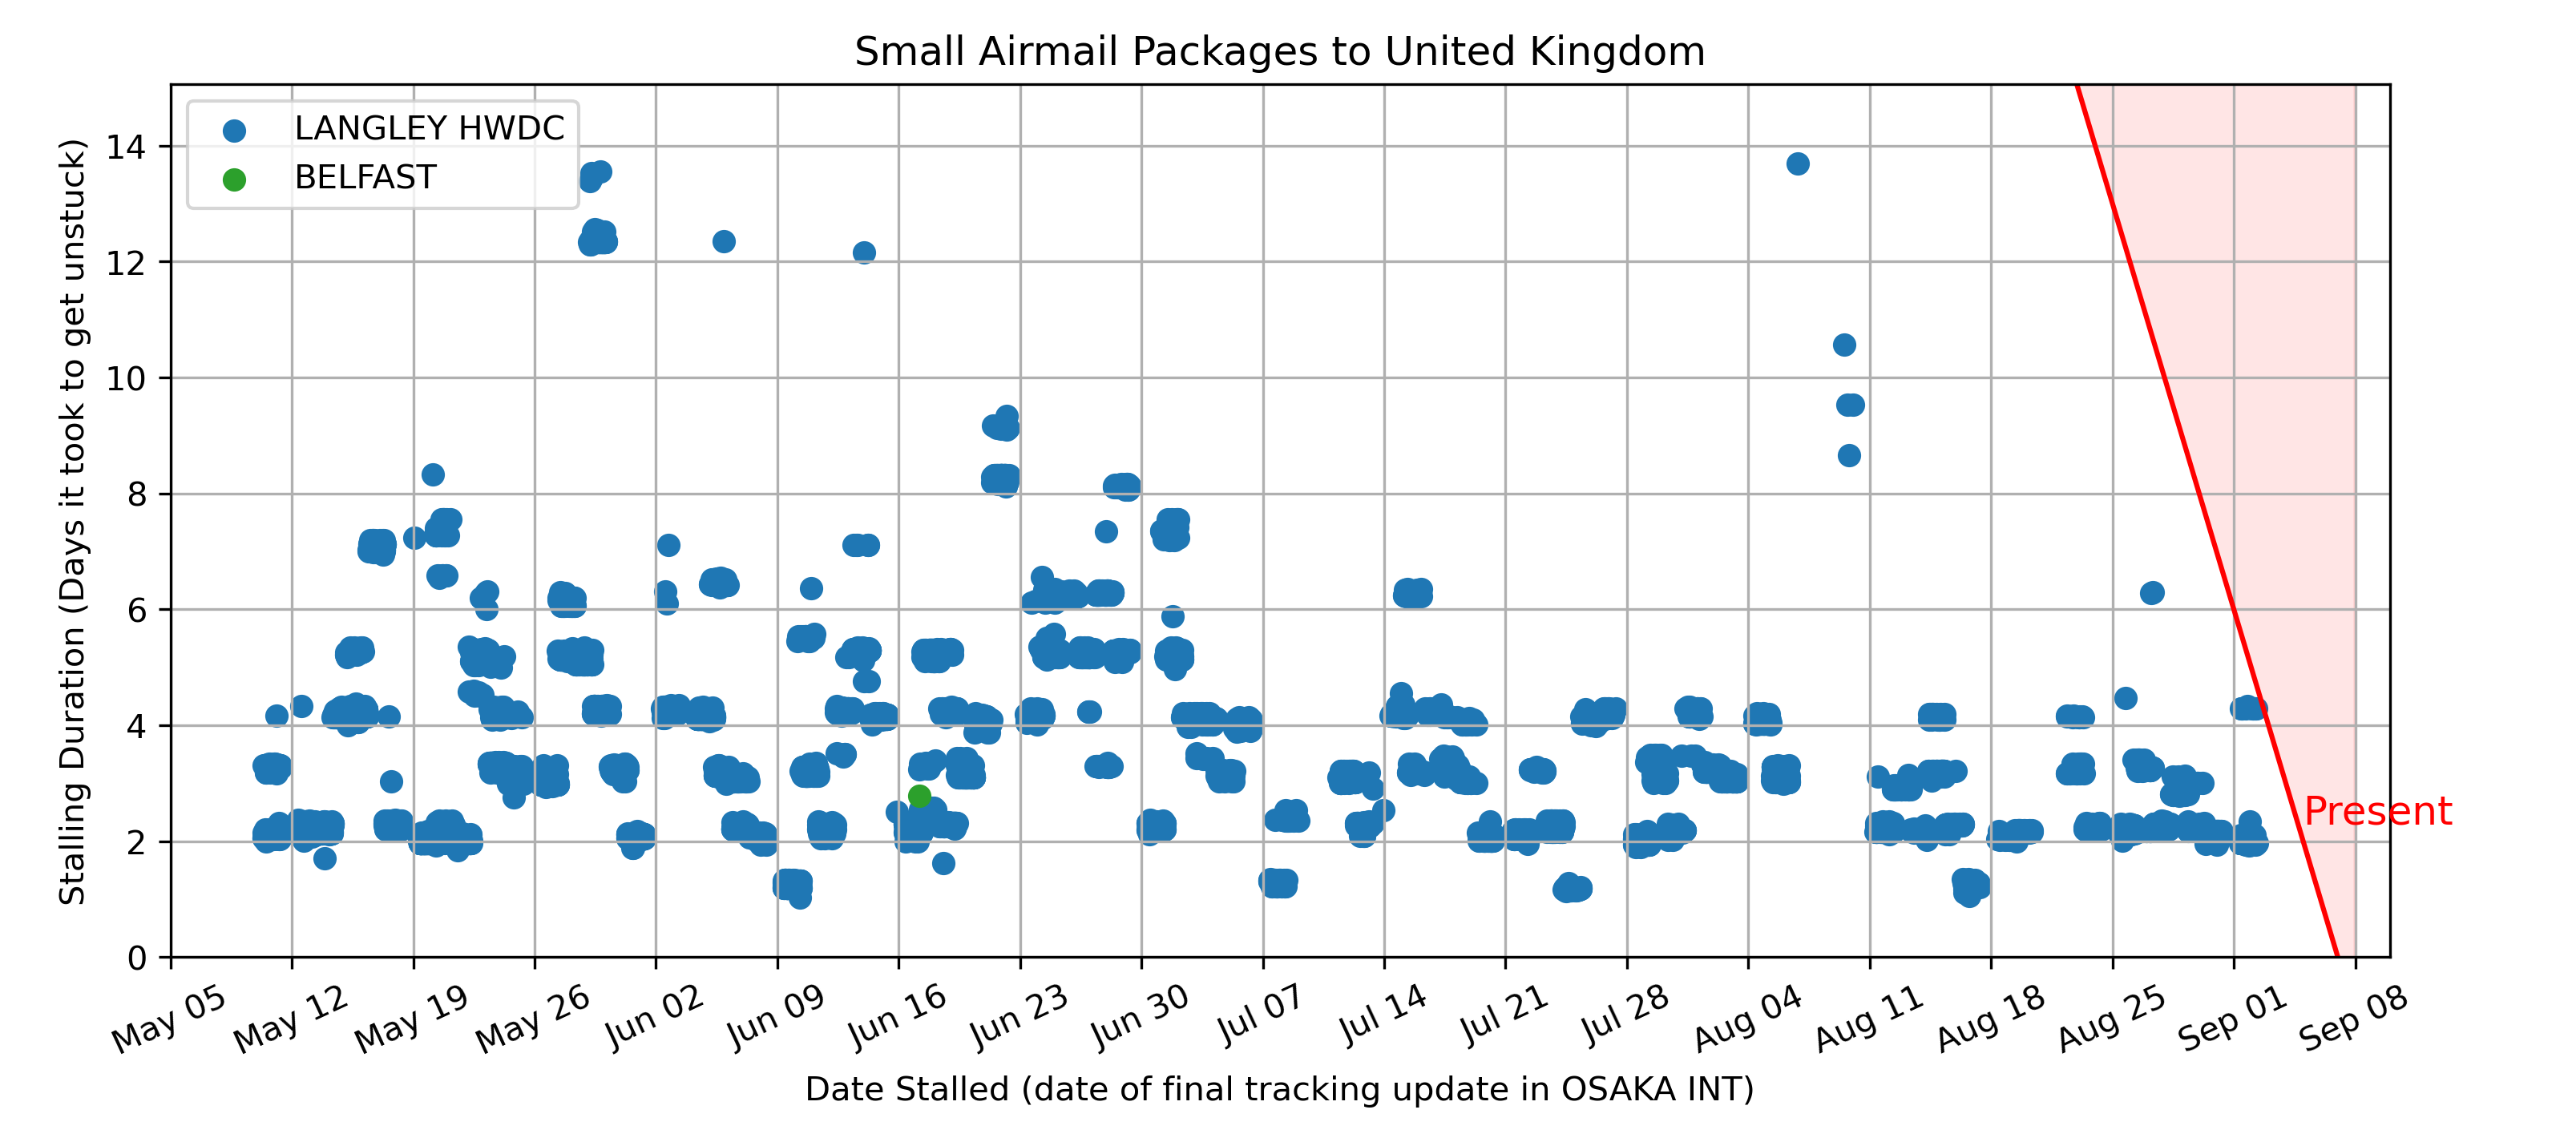 Small Airmail Packages to United Kingdom
LANGLEY HWDC
BELFAST
Stalling Duration (Days it took to get unstuck)
14
12
10
8
6
4
2
0
Present
May 05
May 12
May 19
May 26
Jun 02
Jun 09
Jun 16
Jun 23
Jun 30
Jul 07
Jul 14
Jul 21
Jul 28
Aug 04
Aug 11
Aug 18
Aug 25
Sep 01
Sep 08
Date Stalled (date of final tracking update in OSAKA INT)